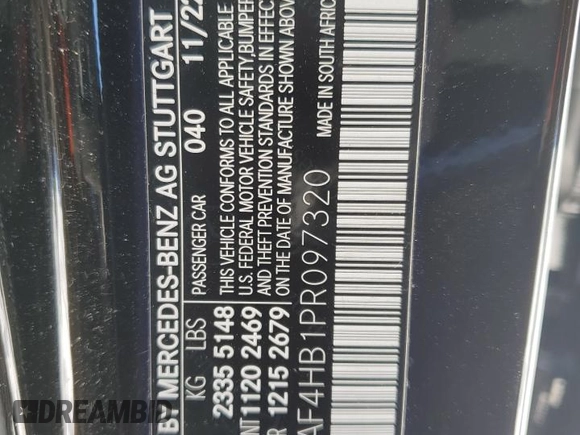 BY MERCEDES-BENZ AG STUTTGART
KG LBS PASSENGER CAR 040 11/22
2335 5148 THIS VEHICLE CONFORMS TO ALL APPLICABLE
U.S. FEDERAL MOTOR VEHICLE SAFETY, BUMPER
1120 2469 AND THEFT PREVENTION STANDARDS IN EFFECT
1215 2679 ON THE DATE OF MANUFACTURE SHOWN ABOVE
AF4HB1PR097320 MADE IN SOUTH AFRICA
DREAMBID